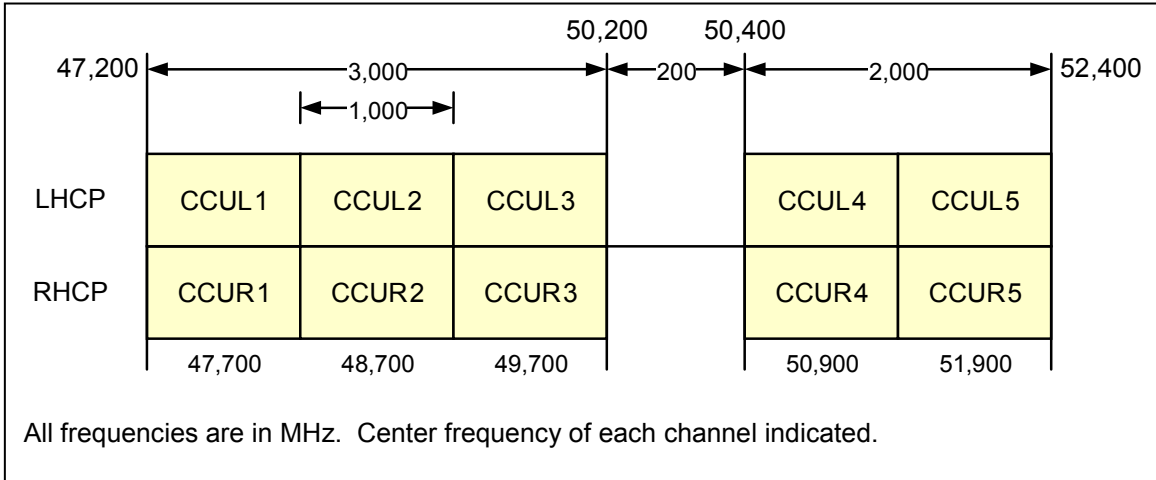 50,200 50,400
47,200 3,000 200 2,000 52,400
1,000
LHCP CCUL1 CCUL2 CCUL3 CCUL4 CCUL5
RHCP CCUR1 CCUR2 CCUR3 CCUR4 CCUR5
47,700 48,700 49,700 50,900 51,900
All frequencies are in MHz. Center frequency of each channel indicated.